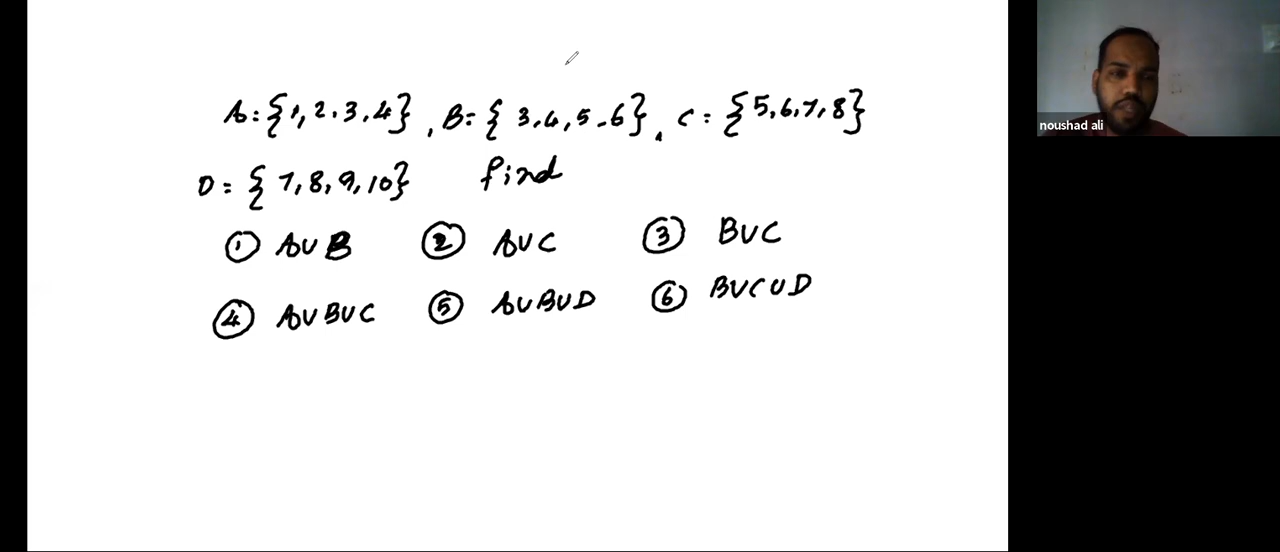 A = {1, 2, 3, 4}, B = { 3, 4, 5, 6}, C = {5, 6, 7, 8}
D = { 7, 8, 9, 10} find
① A∪B ② A∪C ③ B∪C
④ A∪B∪C ⑤ A∪B∪D ⑥ B∪C∪D
noushad ali